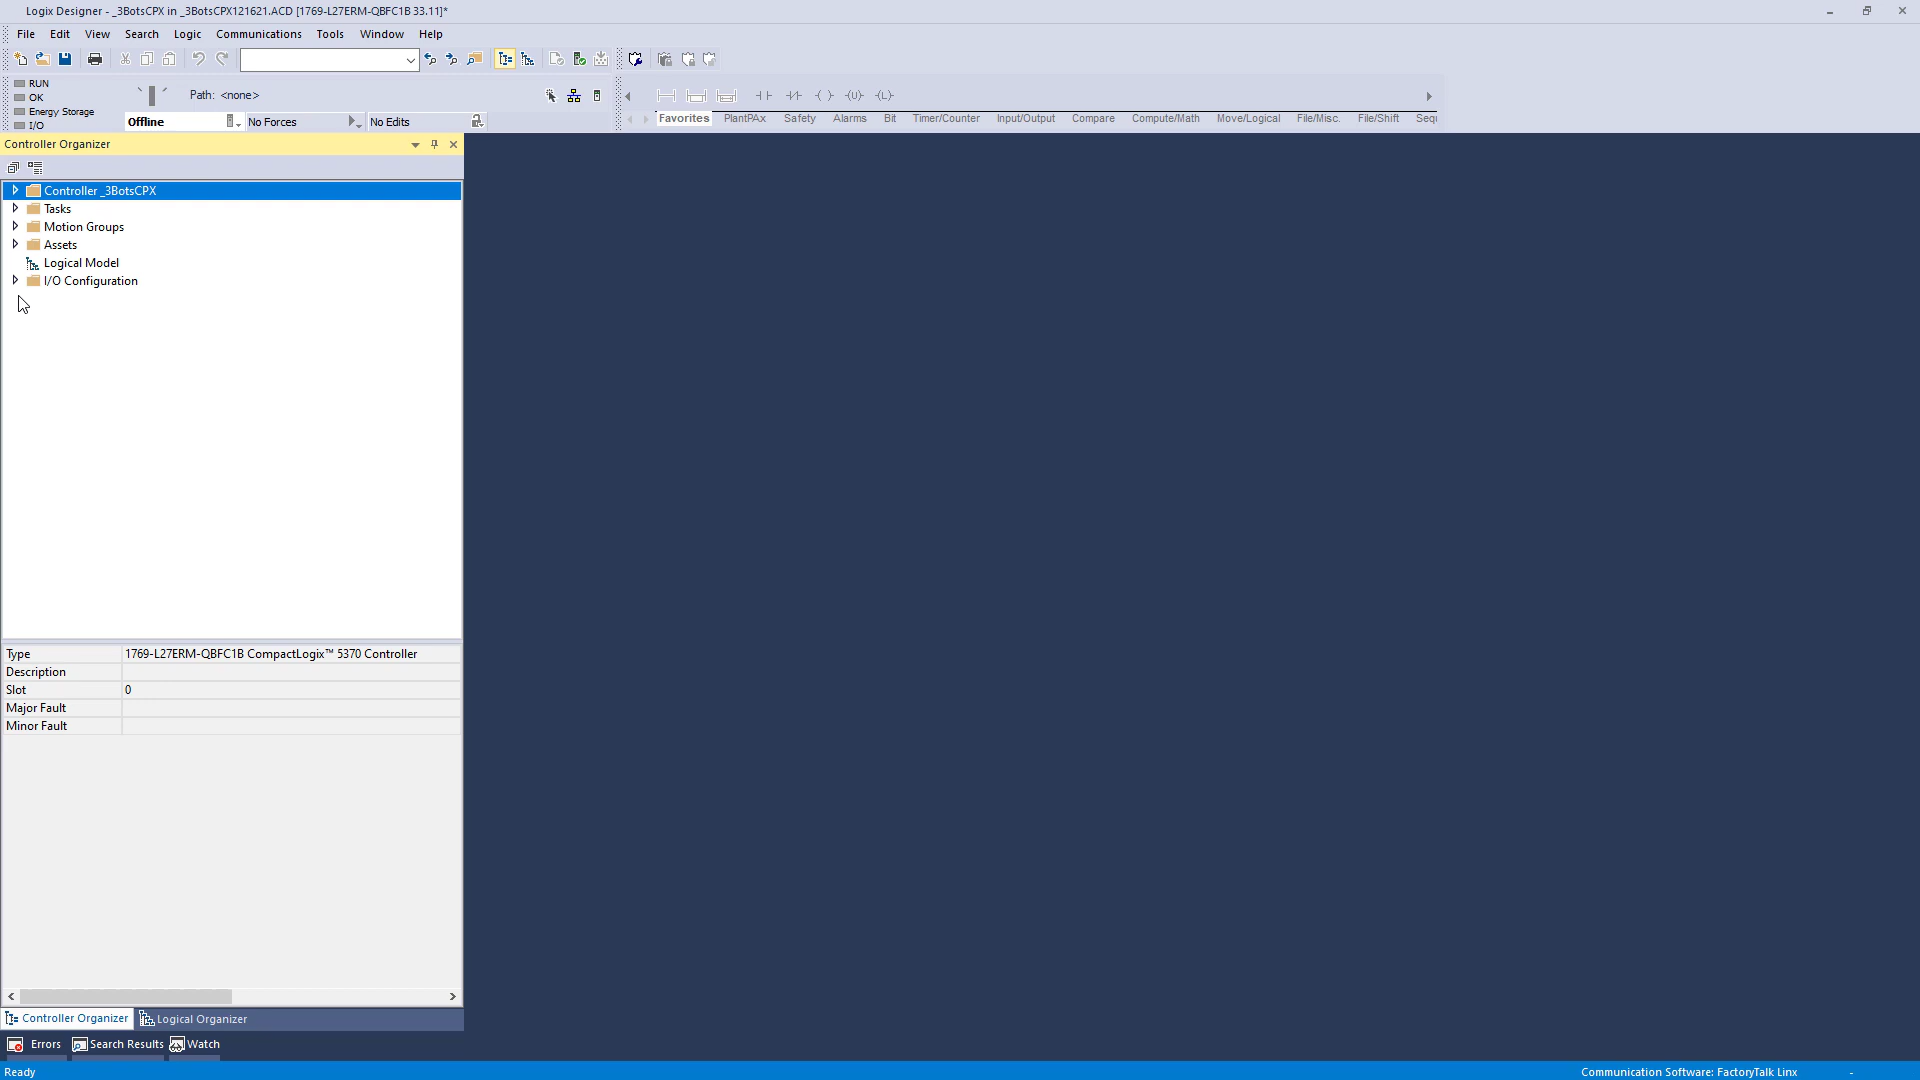 Logix Designer - _3BotsCPX in _3BotsCPX121621.ACD [1769-L27ERM-QBFC1B 33.11]*
File Edit View Search Logic Communications Tools Window Help
RUN
OK
Energy Storage
I/O
Path: <none>
Offline
No Forces
No Edits
Favorites PlantPAx Safety Alarms Bit Timer/Counter Input/Output Compare Compute/Math Move/Logical File/Misc. File/Shift Sequ
Controller Organizer
Controller _3BotsCPX
Tasks
Motion Groups
Assets
Logical Model
I/O Configuration
Type 1769-L27ERM-QBFC1B CompactLogix™ 5370 Controller
Description
Slot 0
Major Fault
Minor Fault
Controller Organizer Logical Organizer
Errors Search Results Watch
Ready
Communication Software: FactoryTalk Linx -